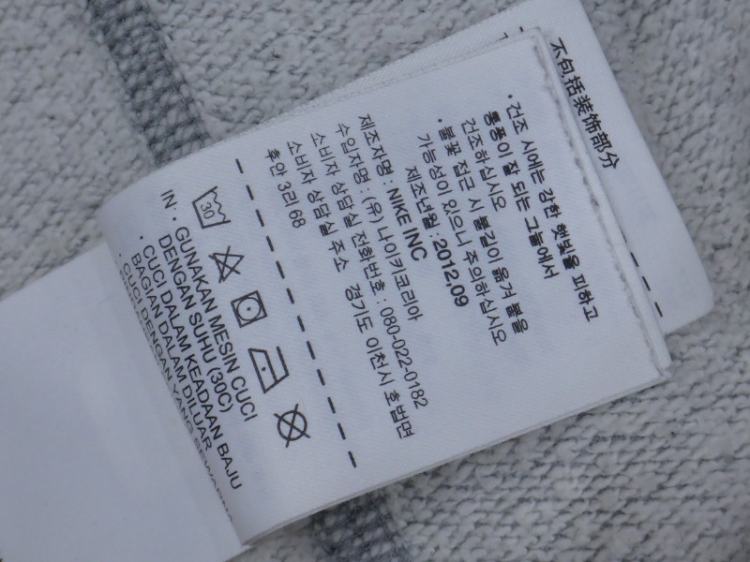 不包括装饰部分
• 건조 시에는 강한 햇빛을 피하고
통풍이 잘 되는 그늘에서
건조하십시오
• 불꽃 접근 시 불길이 옮겨 붙을
가능성이 있으니 주의하십시오
제조년월 : 2012.09
제조자명 : NIKE INC
수입자명 : (유) 나이키코리아
소비자 상담실 전화번호 : 080-022-0182
소비자 상담실 주소 경기도 이천시 호법면
후안 3리 68
30
IN • GUNAKAN MESIN CUCI
DENGAN SUHU (30C)
• CUCI DALAM KEADAAN BAJU
BAGIAN DALAM DILUAR
• CUCI DENGAN YANG